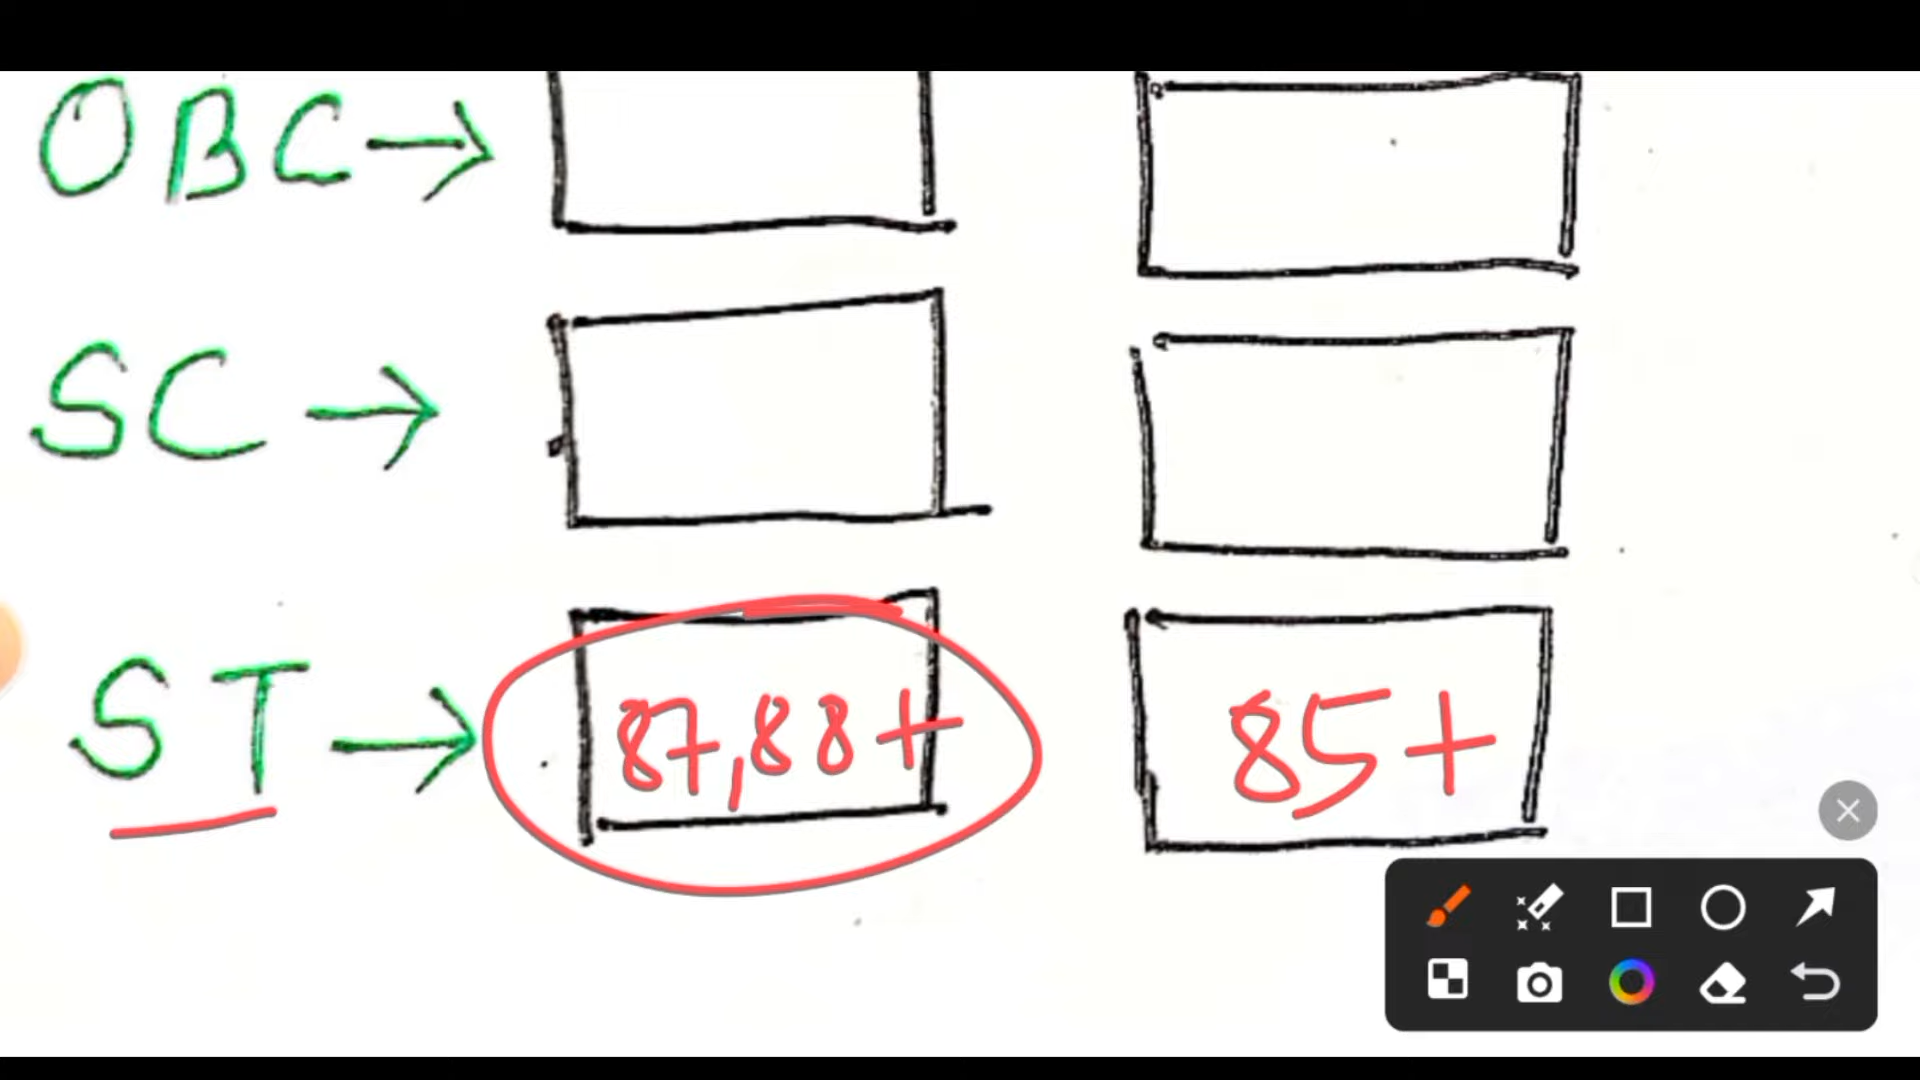 OBC→
SC →
ST → 87,88+ 85+